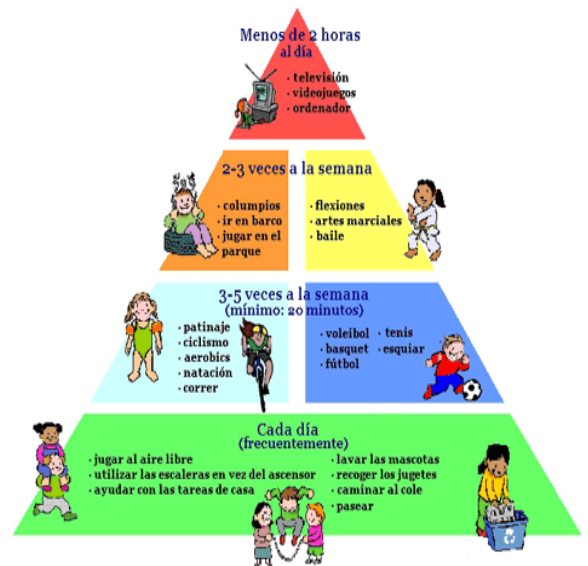 Menos de 2 horas
al día
· televisión
· videojuegos
· ordenador
2-3 veces a la semana
· columpios
· ir en barco
· jugar en el
parque
· flexiones
· artes marciales
· baile
3-5 veces a la semana
(mínimo: 20 minutos)
· patinaje
· ciclismo
· aerobics
· natación
· correr
· voleibol · tenis
· basquet · esquiar
· fútbol
Cada día
(frecuentemente)
· jugar al aire libre
· utilizar las escaleras en vez del ascensor
· ayudar con las tareas de casa
· lavar las mascotas
· recoger los jugetes
· caminar al cole
· pasear